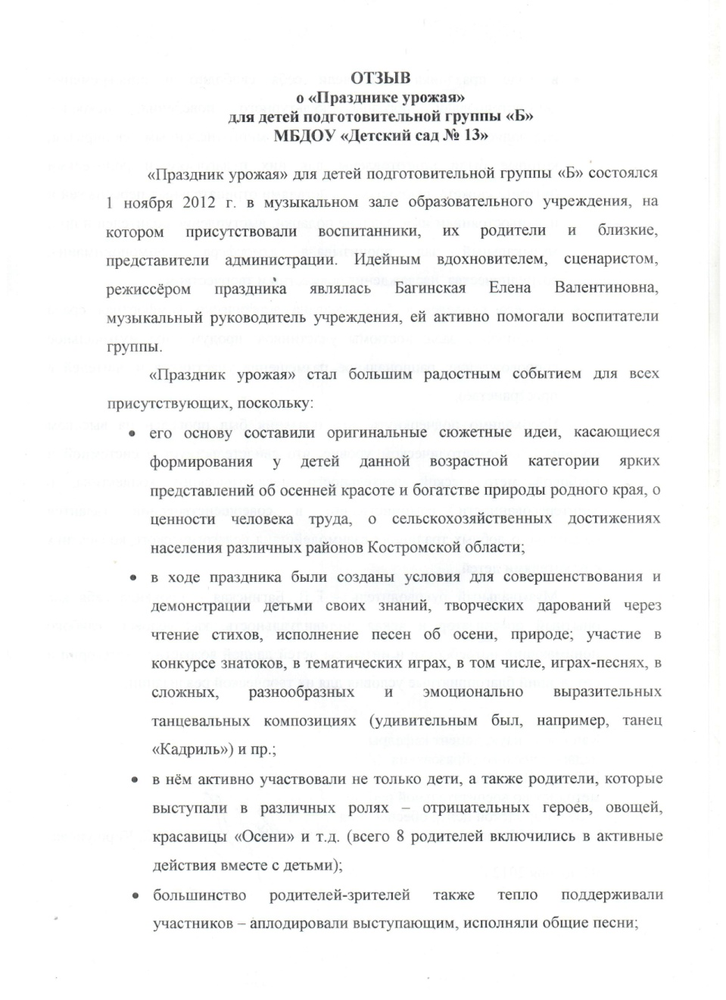 ОТЗЫВ
о «Празднике урожая»
для детей подготовительной группы «Б»
МБДОУ «Детский сад № 13»
«Праздник урожая» для детей подготовительной группы «Б» состоялся
1 ноября 2012 г. в музыкальном зале образовательного учреждения, на
котором присутствовали воспитанники, их родители и близкие,
представители администрации. Идейным вдохновителем, сценаристом,
режиссёром праздника являлась Багинская Елена Валентиновна,
музыкальный руководитель учреждения, ей активно помогали воспитатели
группы.
«Праздник урожая» стал большим радостным событием для всех
присутствующих, поскольку:
• его основу составили оригинальные сюжетные идеи, касающиеся
формирования у детей данной возрастной категории ярких
представлений об осенней красоте и богатстве природы родного края, о
ценности человека труда, о сельскохозяйственных достижениях
населения различных районов Костромской области;
• в ходе праздника были созданы условия для совершенствования и
демонстрации детьми своих знаний, творческих дарований через
чтение стихов, исполнение песен об осени, природе; участие в
конкурсе знатоков, в тематических играх, в том числе, играх-песнях, в
сложных, разнообразных и эмоционально выразительных
танцевальных композициях (удивительным был, например, танец
«Кадриль») и пр.;
• в нём активно участвовали не только дети, а также родители, которые
выступали в различных ролях – отрицательных героев, овощей,
красавицы «Осени» и т.д. (всего 8 родителей включились в активные
действия вместе с детьми);
• большинство родителей-зрителей также тепло поддерживали
участников – аплодировали выступающим, исполняли общие песни;